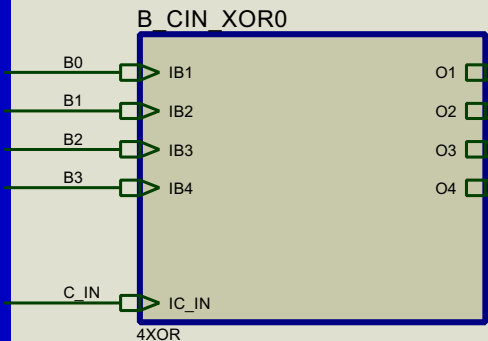 B_CIN_XOR0
B0 IB1 O1
B1 IB2 O2
B2 IB3 O3
B3 IB4 O4
C_IN IC_IN
4XOR